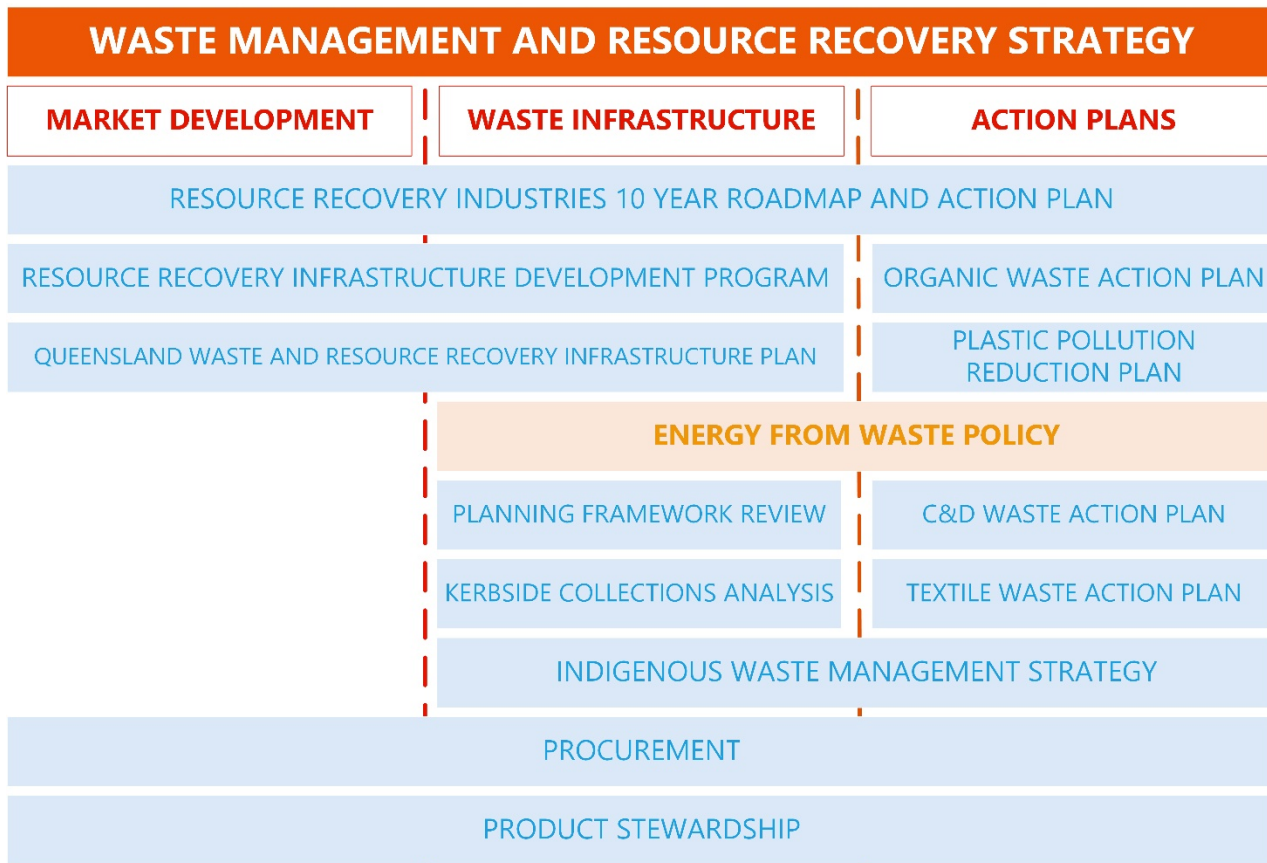 WASTE MANAGEMENT AND RESOURCE RECOVERY STRATEGY
MARKET DEVELOPMENT
WASTE INFRASTRUCTURE
ACTION PLANS
RESOURCE RECOVERY INDUSTRIES 10 YEAR ROADMAP AND ACTION PLAN
RESOURCE RECOVERY INFRASTRUCTURE DEVELOPMENT PROGRAM
ORGANIC WASTE ACTION PLAN
QUEENSLAND WASTE AND RESOURCE RECOVERY INFRASTRUCTURE PLAN
PLASTIC POLLUTION
REDUCTION PLAN
ENERGY FROM WASTE POLICY
PLANNING FRAMEWORK REVIEW
C&D WASTE ACTION PLAN
KERBSIDE COLLECTIONS ANALYSIS
TEXTILE WASTE ACTION PLAN
INDIGENOUS WASTE MANAGEMENT STRATEGY
PROCUREMENT
PRODUCT STEWARDSHIP